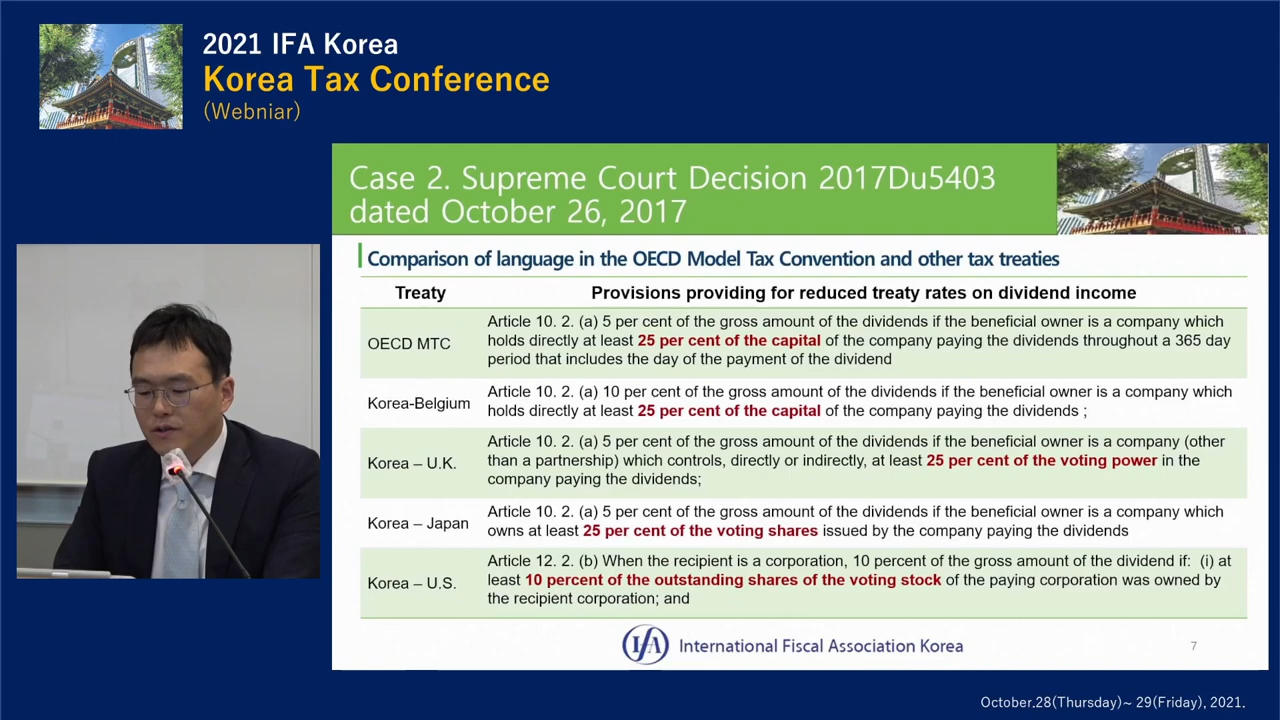 2021 IFA Korea
Korea Tax Conference
(Webniar)
Case 2. Supreme Court Decision 2017Du5403
dated October 26, 2017
Comparison of language in the OECD Model Tax Convention and other tax treaties
Treaty Provisions providing for reduced treaty rates on dividend income
OECD MTC
Article 10. 2. (a) 5 per cent of the gross amount of the dividends if the beneficial owner is a company which
holds directly at least 25 per cent of the capital of the company paying the dividends throughout a 365 day
period that includes the day of the payment of the dividend
Korea-Belgium
Article 10. 2. (a) 10 per cent of the gross amount of the dividends if the beneficial owner is a company which
holds directly at least 25 per cent of the capital of the company paying the dividends ;
Korea – U.K.
Article 10. 2. (a) 5 per cent of the gross amount of the dividends if the beneficial owner is a company (other
than a partnership) which controls, directly or indirectly, at least 25 per cent of the voting power in the
company paying the dividends;
Korea – Japan
Article 10. 2. (a) 5 per cent of the gross amount of the dividends if the beneficial owner is a company which
owns at least 25 per cent of the voting shares issued by the company paying the dividends
Korea – U.S.
Article 12. 2. (b) When the recipient is a corporation, 10 percent of the gross amount of the dividend if: (i) at
least 10 percent of the outstanding shares of the voting stock of the paying corporation was owned by
the recipient corporation; and
IFA International Fiscal Association Korea
7
October.28(Thursday)~ 29(Friday), 2021.